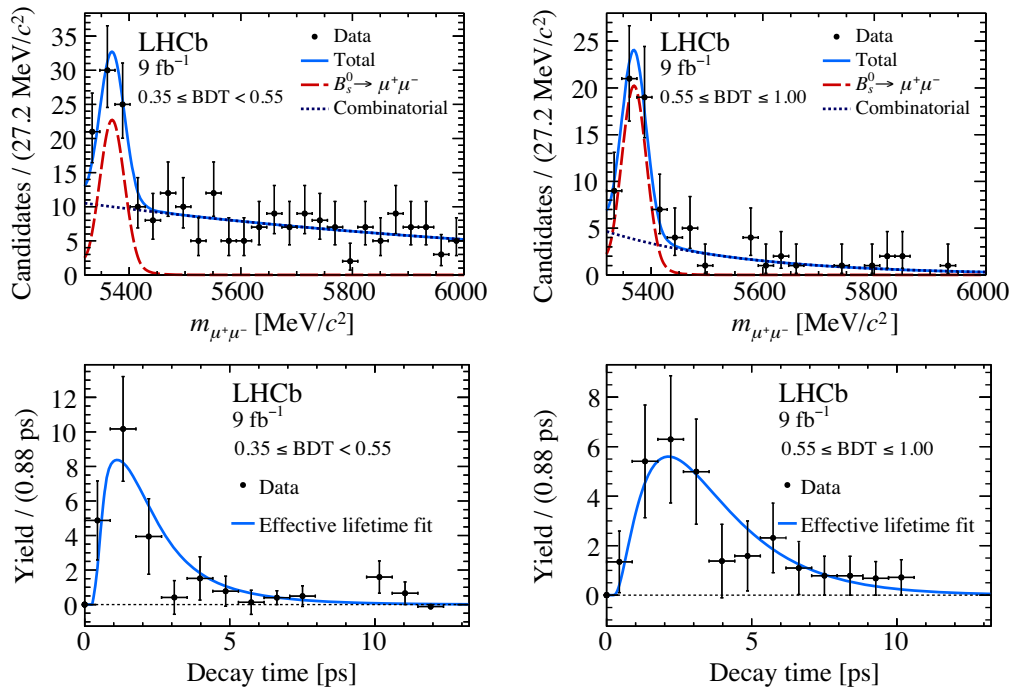 Candidates / (27.2 MeV/c²)
35
30
25
20
15
10
5
0
LHCb
9 fb⁻¹
0.35 ≤ BDT < 0.55
Data
Total
B⁰ₛ → μ⁺μ⁻
Combinatorial
5400
5600
5800
6000
m_μ⁺μ⁻ [MeV/c²]
Candidates / (27.2 MeV/c²)
25
20
15
10
5
0
LHCb
9 fb⁻¹
0.55 ≤ BDT ≤ 1.00
Data
Total
B⁰ₛ → μ⁺μ⁻
Combinatorial
5400
5600
5800
6000
m_μ⁺μ⁻ [MeV/c²]
Yield / (0.88 ps)
12
10
8
6
4
2
0
LHCb
9 fb⁻¹
0.35 ≤ BDT < 0.55
Data
Effective lifetime fit
0
5
10
Decay time [ps]
Yield / (0.88 ps)
8
6
4
2
0
LHCb
9 fb⁻¹
0.55 ≤ BDT ≤ 1.00
Data
Effective lifetime fit
0
5
10
Decay time [ps]